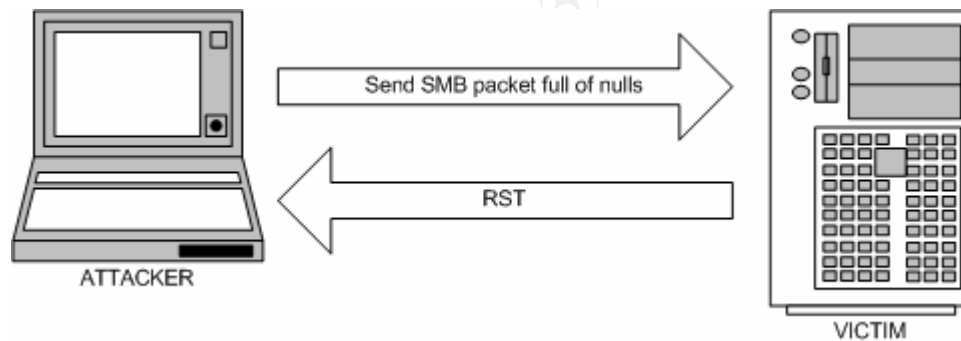 Send SMB packet full of nulls
RST
ATTACKER
VICTIM